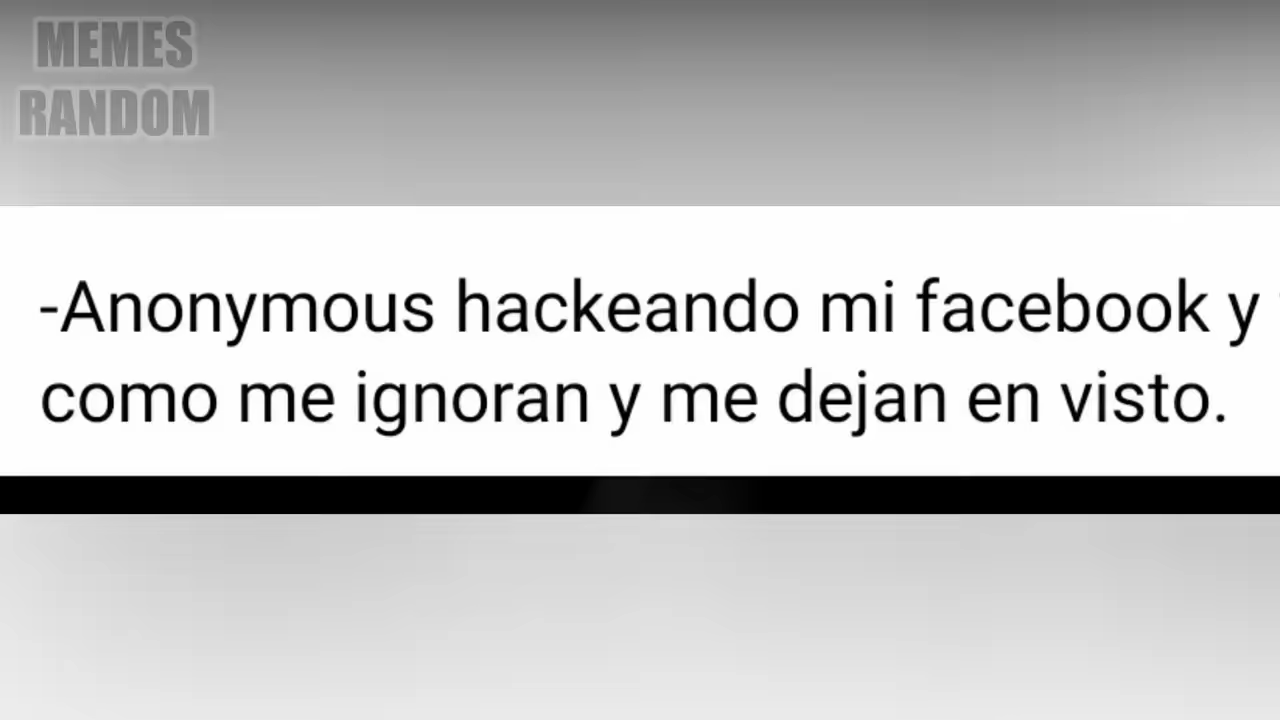 MEMES
RANDOM
-Anonymous hackeando mi facebook y
como me ignoran y me dejan en visto.